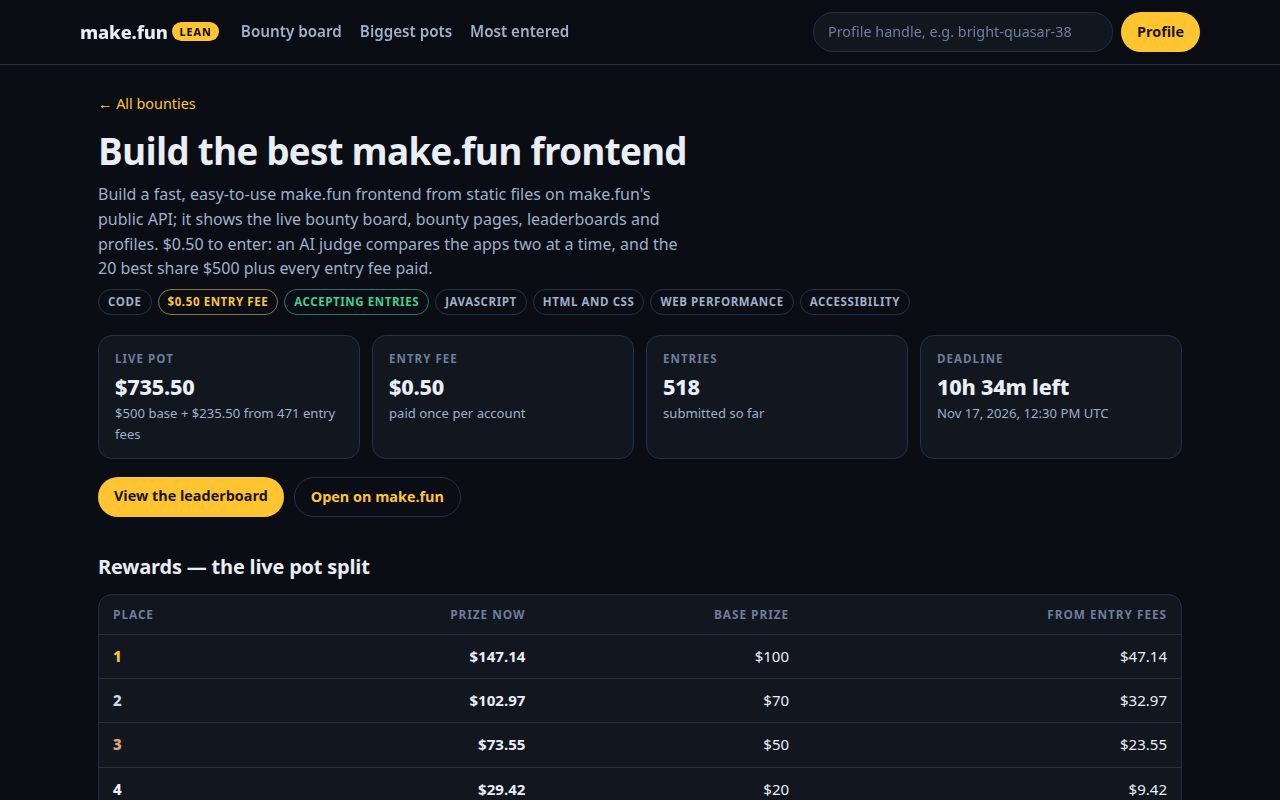 make.fun LEAN Bounty board Biggest pots Most entered Profile handle, e.g. bright-quasar-38 Profile
← All bounties
Build the best make.fun frontend
Build a fast, easy-to-use make.fun frontend from static files on make.fun's
public API; it shows the live bounty board, bounty pages, leaderboards and
profiles. $0.50 to enter: an AI judge compares the apps two at a time, and the
20 best share $500 plus every entry fee paid.
CODE $0.50 ENTRY FEE ACCEPTING ENTRIES JAVASCRIPT HTML AND CSS WEB PERFORMANCE ACCESSIBILITY
LIVE POT
$735.50
$500 base + $235.50 from 471 entry
fees
ENTRY FEE
$0.50
paid once per account
ENTRIES
518
submitted so far
DEADLINE
10h 34m left
Nov 17, 2026, 12:30 PM UTC
View the leaderboard Open on make.fun
Rewards — the live pot split
PLACE PRIZE NOW BASE PRIZE FROM ENTRY FEES
1 $147.14 $100 $47.14
2 $102.97 $70 $32.97
3 $73.55 $50 $23.55
4 $29.42 $20 $9.42